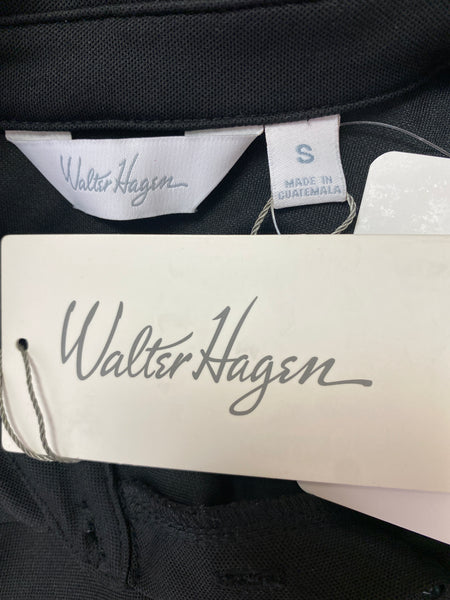 Walter Hagen
S
MADE IN
GUATEMALA
Walter Hagen